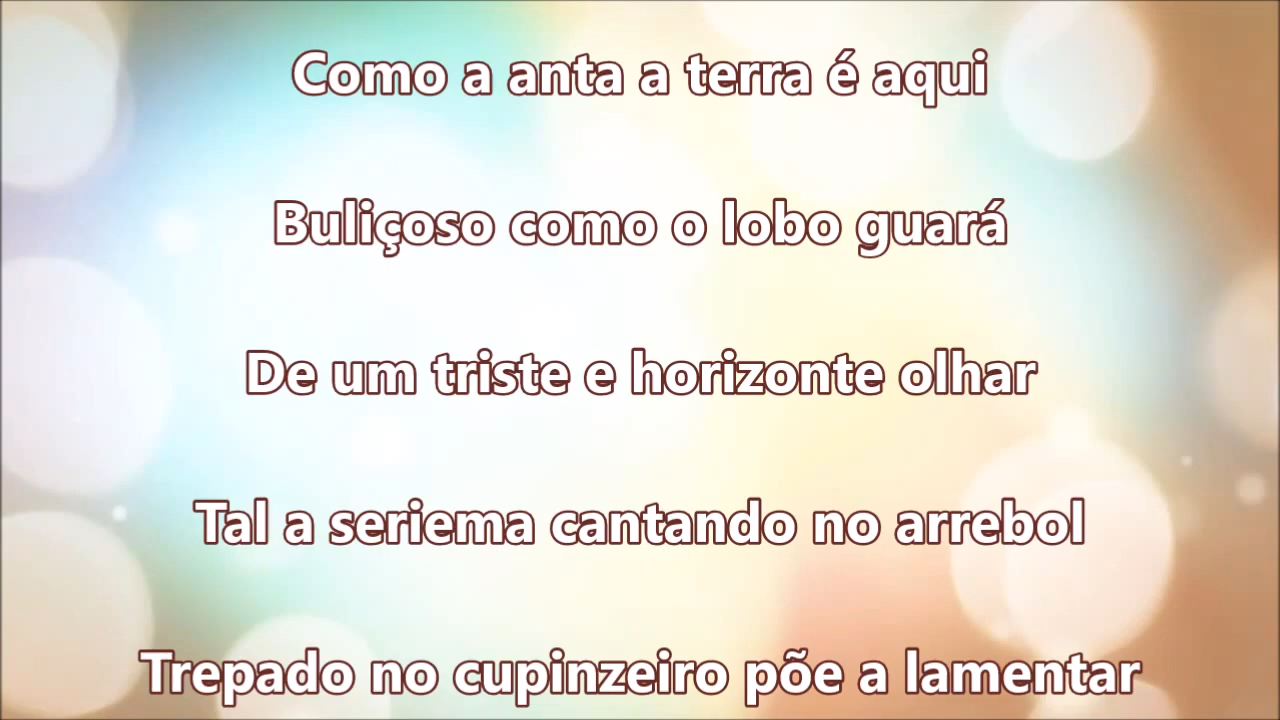 Como a anta a terra é aqui
Buliçoso como o lobo guará
De um triste e horizonte olhar
Tal a seriema cantando no arrebol
Trepado no cupinzeiro põe a lamentar